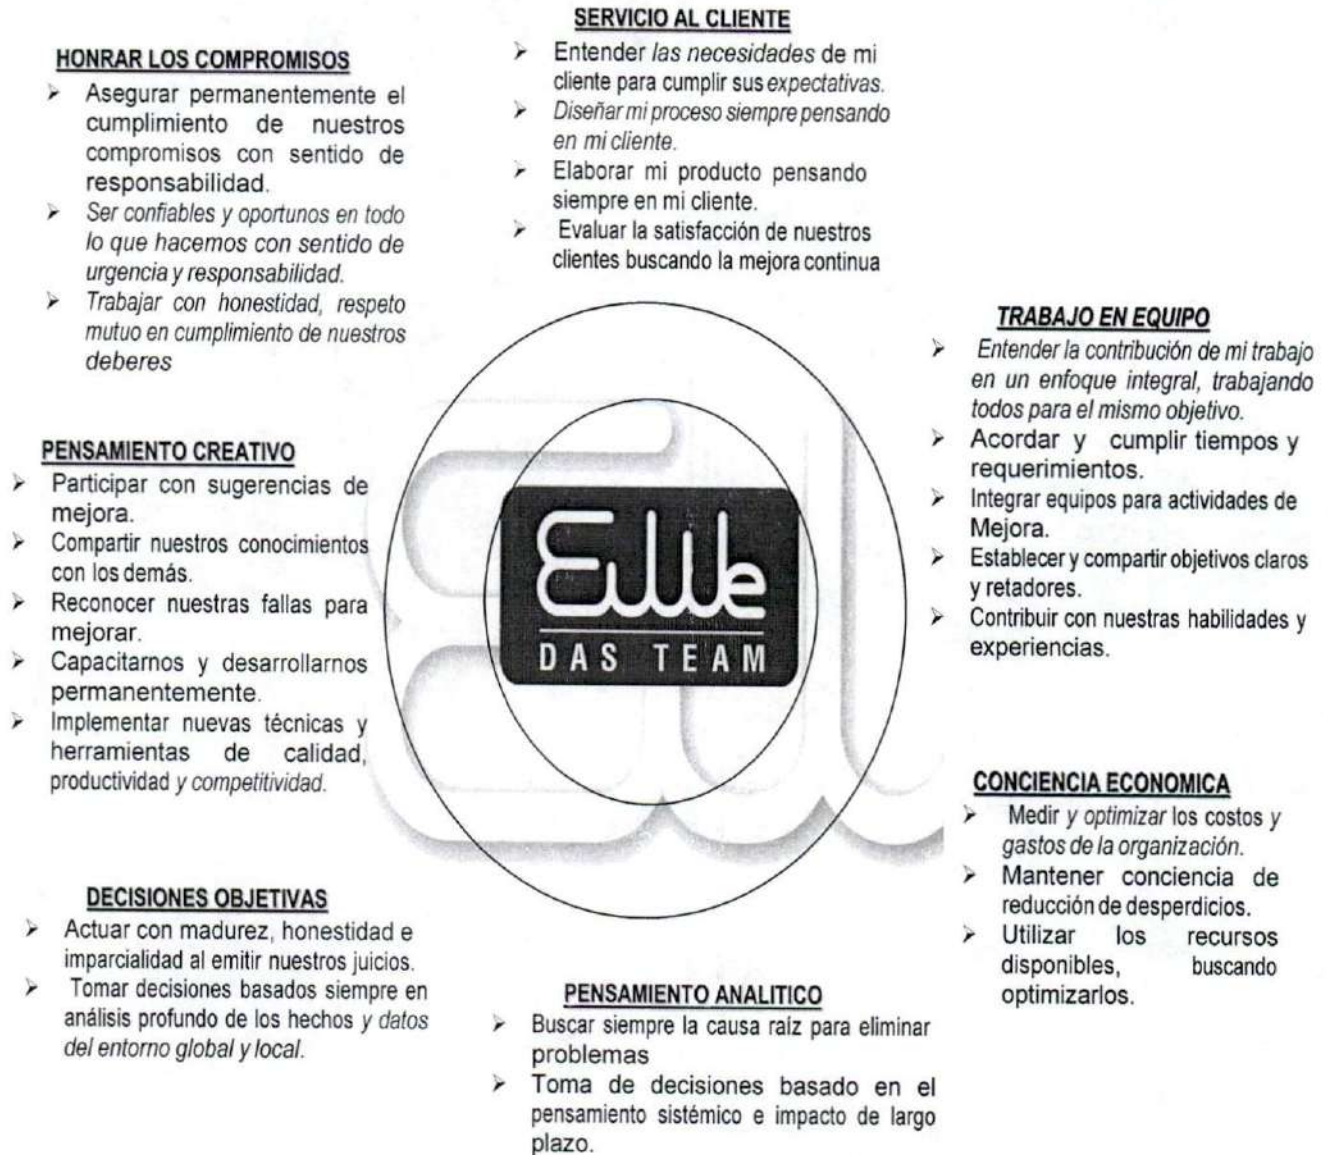 SERVICIO AL CLIENTE
➢ Entender las necesidades de mi
cliente para cumplir sus expectativas.
➢ Diseñar mi proceso siempre pensando
en mi cliente.
➢ Elaborar mi producto pensando
siempre en mi cliente.
➢ Evaluar la satisfacción de nuestros
clientes buscando la mejora continua
HONRAR LOS COMPROMISOS
➢ Asegurar permanentemente el
cumplimiento de nuestros
compromisos con sentido de
responsabilidad.
➢ Ser confiables y oportunos en todo
lo que hacemos con sentido de
urgencia y responsabilidad.
➢ Trabajar con honestidad, respeto
mutuo en cumplimiento de nuestros
deberes
TRABAJO EN EQUIPO
➢ Entender la contribución de mi trabajo
en un enfoque integral, trabajando
todos para el mismo objetivo.
➢ Acordar y cumplir tiempos y
requerimientos.
➢ Integrar equipos para actividades de
Mejora.
➢ Establecer y compartir objetivos claros
y retadores.
➢ Contribuir con nuestras habilidades y
experiencias.
PENSAMIENTO CREATIVO
➢ Participar con sugerencias de
mejora.
➢ Compartir nuestros conocimientos
con los demás.
➢ Reconocer nuestras fallas para
mejorar.
➢ Capacitarnos y desarrollarnos
permanentemente.
➢ Implementar nuevas técnicas y
herramientas de calidad,
productividad y competitividad.
DAS TEAM
CONCIENCIA ECONOMICA
➢ Medir y optimizar los costos y
gastos de la organización.
➢ Mantener conciencia de
reducción de desperdicios.
➢ Utilizar los recursos
disponibles, buscando
optimizarlos.
DECISIONES OBJETIVAS
➢ Actuar con madurez, honestidad e
imparcialidad al emitir nuestros juicios.
➢ Tomar decisiones basados siempre en
análisis profundo de los hechos y datos
del entorno global y local.
PENSAMIENTO ANALITICO
➢ Buscar siempre la causa raíz para eliminar
problemas
➢ Toma de decisiones basado en el
pensamiento sistémico e impacto de largo
plazo.